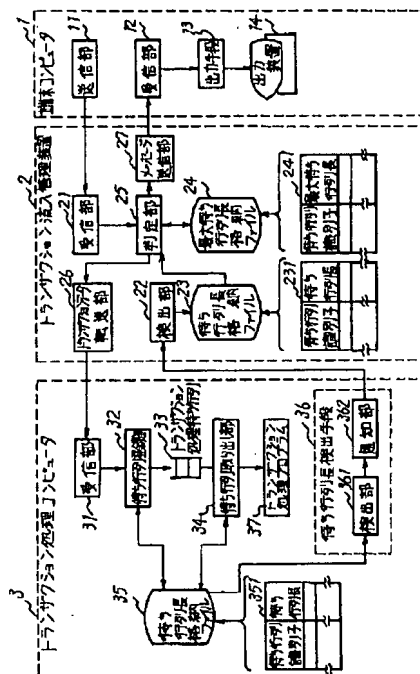 1
端末コンピュータ
11
送信部
12
受信部
13
出力手段
14
出力装置
2
トランザクション流入管理装置
21
受信部
25
判定部
27
メッセージ送信部
26
トランザクションデータ転送部
22
検出部
23
待ち行列長格納ファイル
24
最大待ち行列長格納ファイル
231
待ち行列識別子
待ち行列長
241
待ち行列識別子
最大待ち行列長
3
トランザクション処理コンピュータ
31
受信部
32
待ち行列登録部
33
トランザクション処理待ち行列
34
待ち行列取り出し部
37
トランザクション処理プログラム
35
待ち行列長格納ファイル
351
待ち行列識別子
待ち行列長
36
待ち行列長検出手段
361
検出部
362
通知部